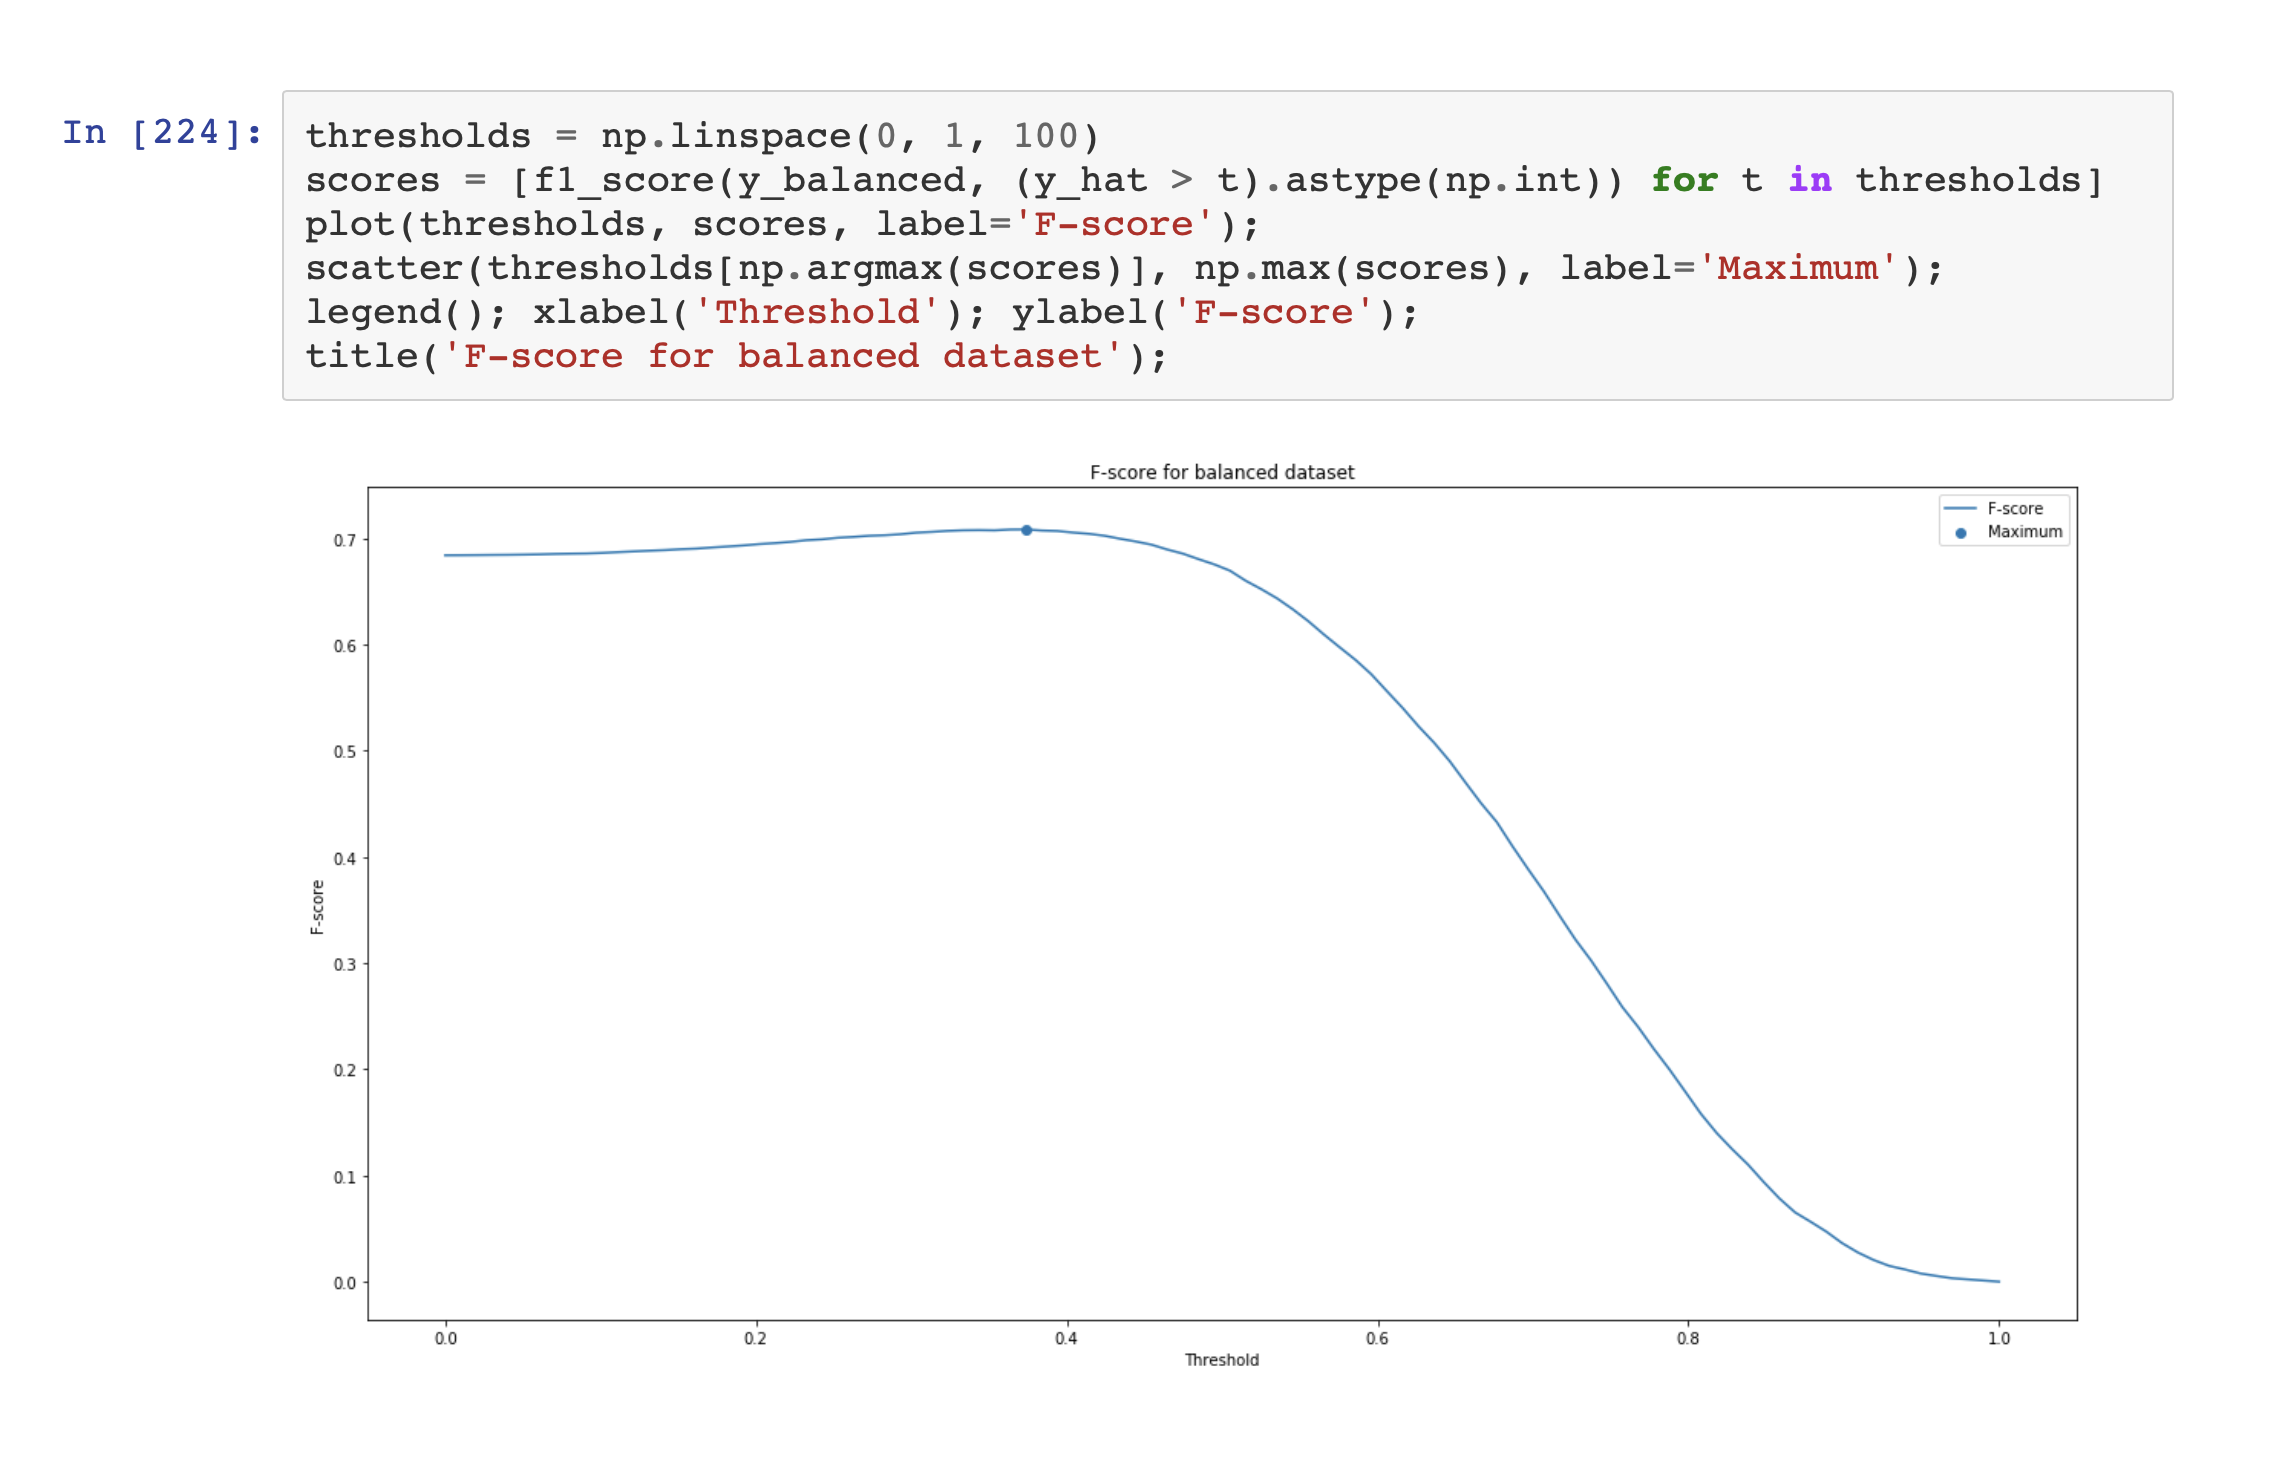 In [224]:
thresholds = np.linspace(0, 1, 100)
scores = [f1_score(y_balanced, (y_hat > t).astype(np.int)) for t in thresholds]
plot(thresholds, scores, label='F-score');
scatter(thresholds[np.argmax(scores)], np.max(scores), label='Maximum');
legend(); xlabel('Threshold'); ylabel('F-score');
title('F-score for balanced dataset');
F-score for balanced dataset
F-score
Maximum
0.7
0.6
0.5
0.4
0.3
0.2
0.1
0.0
F-score
0.0 0.2 0.4 0.6 0.8 1.0
Threshold